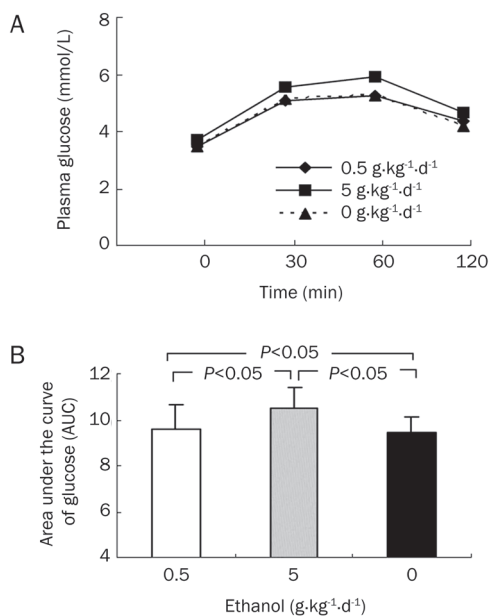 A
Plasma glucose (mmol/L)
8
6
4
2
0
0.5 g·kg⁻¹·d⁻¹
5 g·kg⁻¹·d⁻¹
0 g·kg⁻¹·d⁻¹
0 30 60 120
Time (min)
B
P<0.05
P<0.05 P<0.05
Area under the curve
of glucose (AUC)
12
10
8
6
4
0.5 5 0
Ethanol (g·kg⁻¹·d⁻¹)